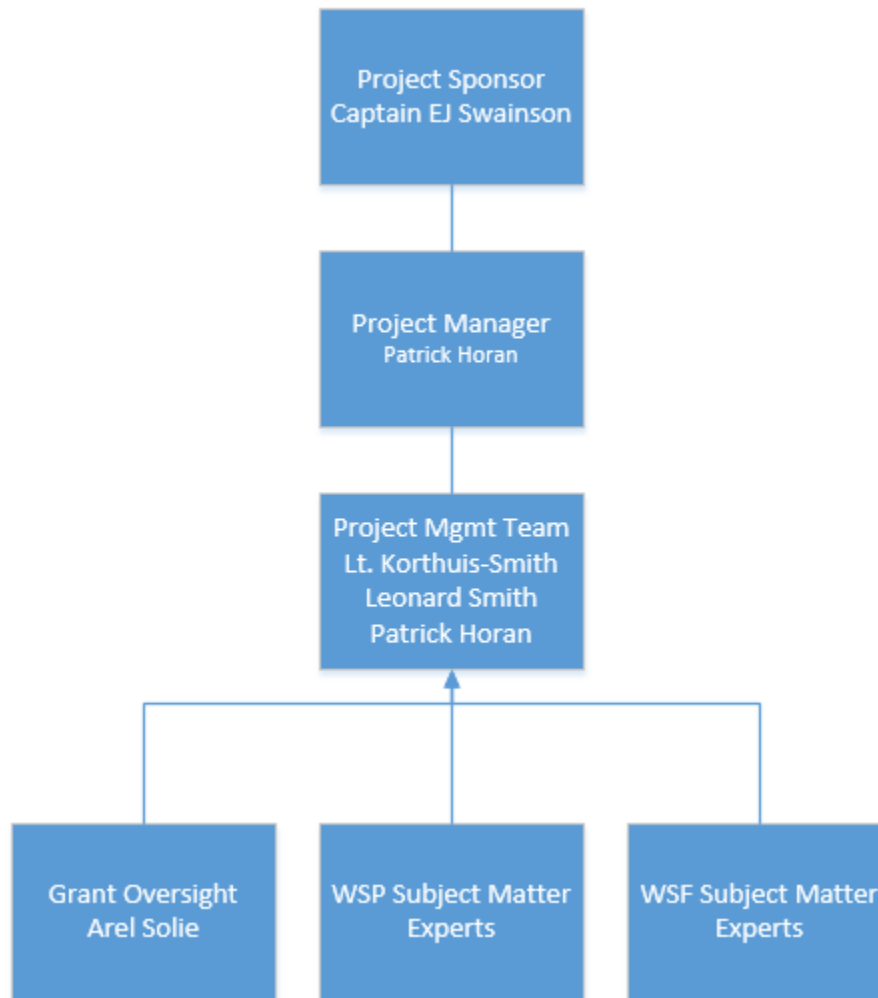 Project Sponsor
Captain EJ Swainson
Project Manager
Patrick Horan
Project Mgmt Team
Lt. Korthuis-Smith
Leonard Smith
Patrick Horan
Grant Oversight
Arel Solie
WSP Subject Matter
Experts
WSF Subject Matter
Experts